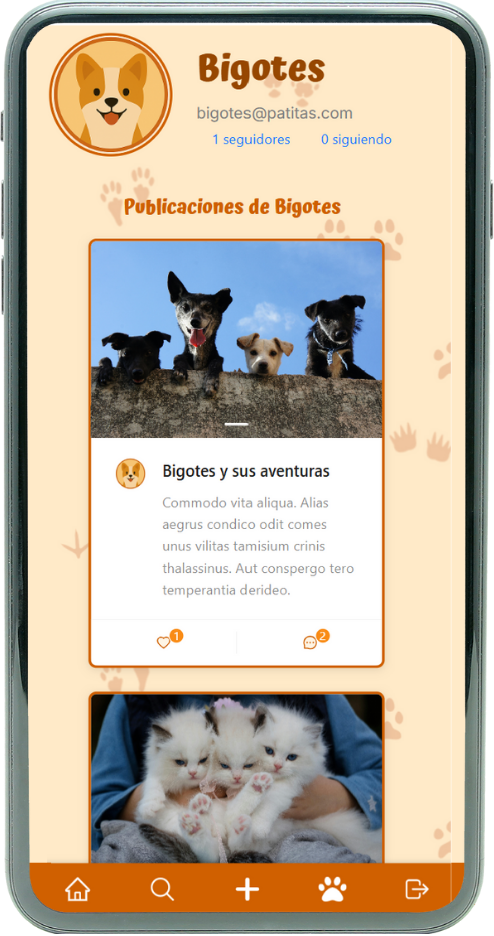 Bigotes
bigotes@patitas.com
1 seguidores 0 siguiendo
Publicaciones de Bigotes
Bigotes y sus aventuras
Commodo vita aliqua. Alias
aegrus condico odit comes
unus vilitas tamisium crinis
thalassinus. Aut conspergo tero
temperantia derideo.
1 2